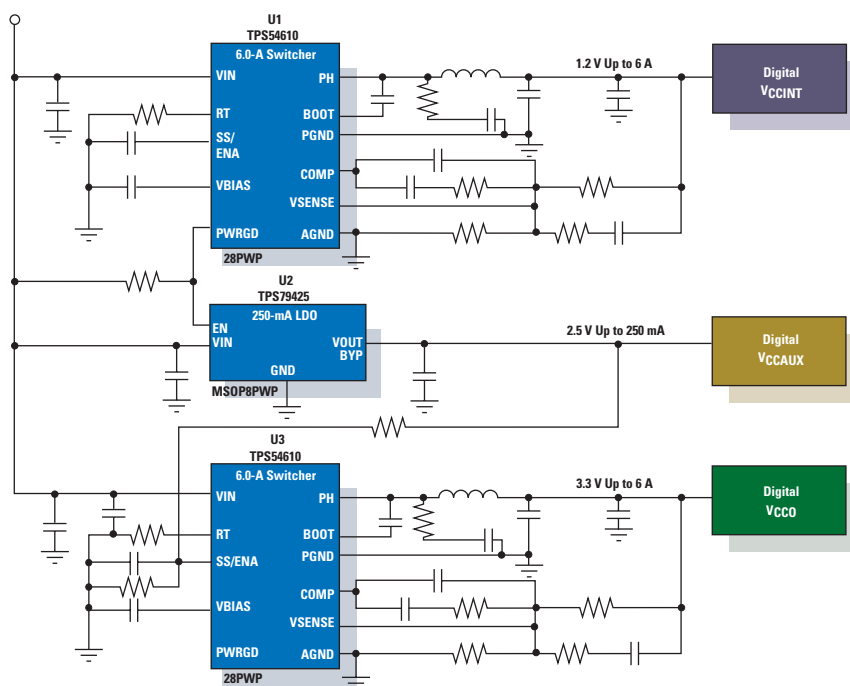 U1
TPS54610
6.0-A Switcher
VIN
PH
RT
BOOT
SS/
ENA
PGND
COMP
VBIAS
VSENSE
PWRGD
AGND
28PWP
1.2 V Up to 6 A
Digital
VCCINT
U2
TPS79425
250-mA LDO
EN
VIN
VOUT
BYP
GND
MSOP8PWP
2.5 V Up to 250 mA
Digital
VCCAUX
U3
TPS54610
6.0-A Switcher
VIN
PH
RT
BOOT
SS/ENA
PGND
COMP
VBIAS
VSENSE
PWRGD
AGND
28PWP
3.3 V Up to 6 A
Digital
VCCO